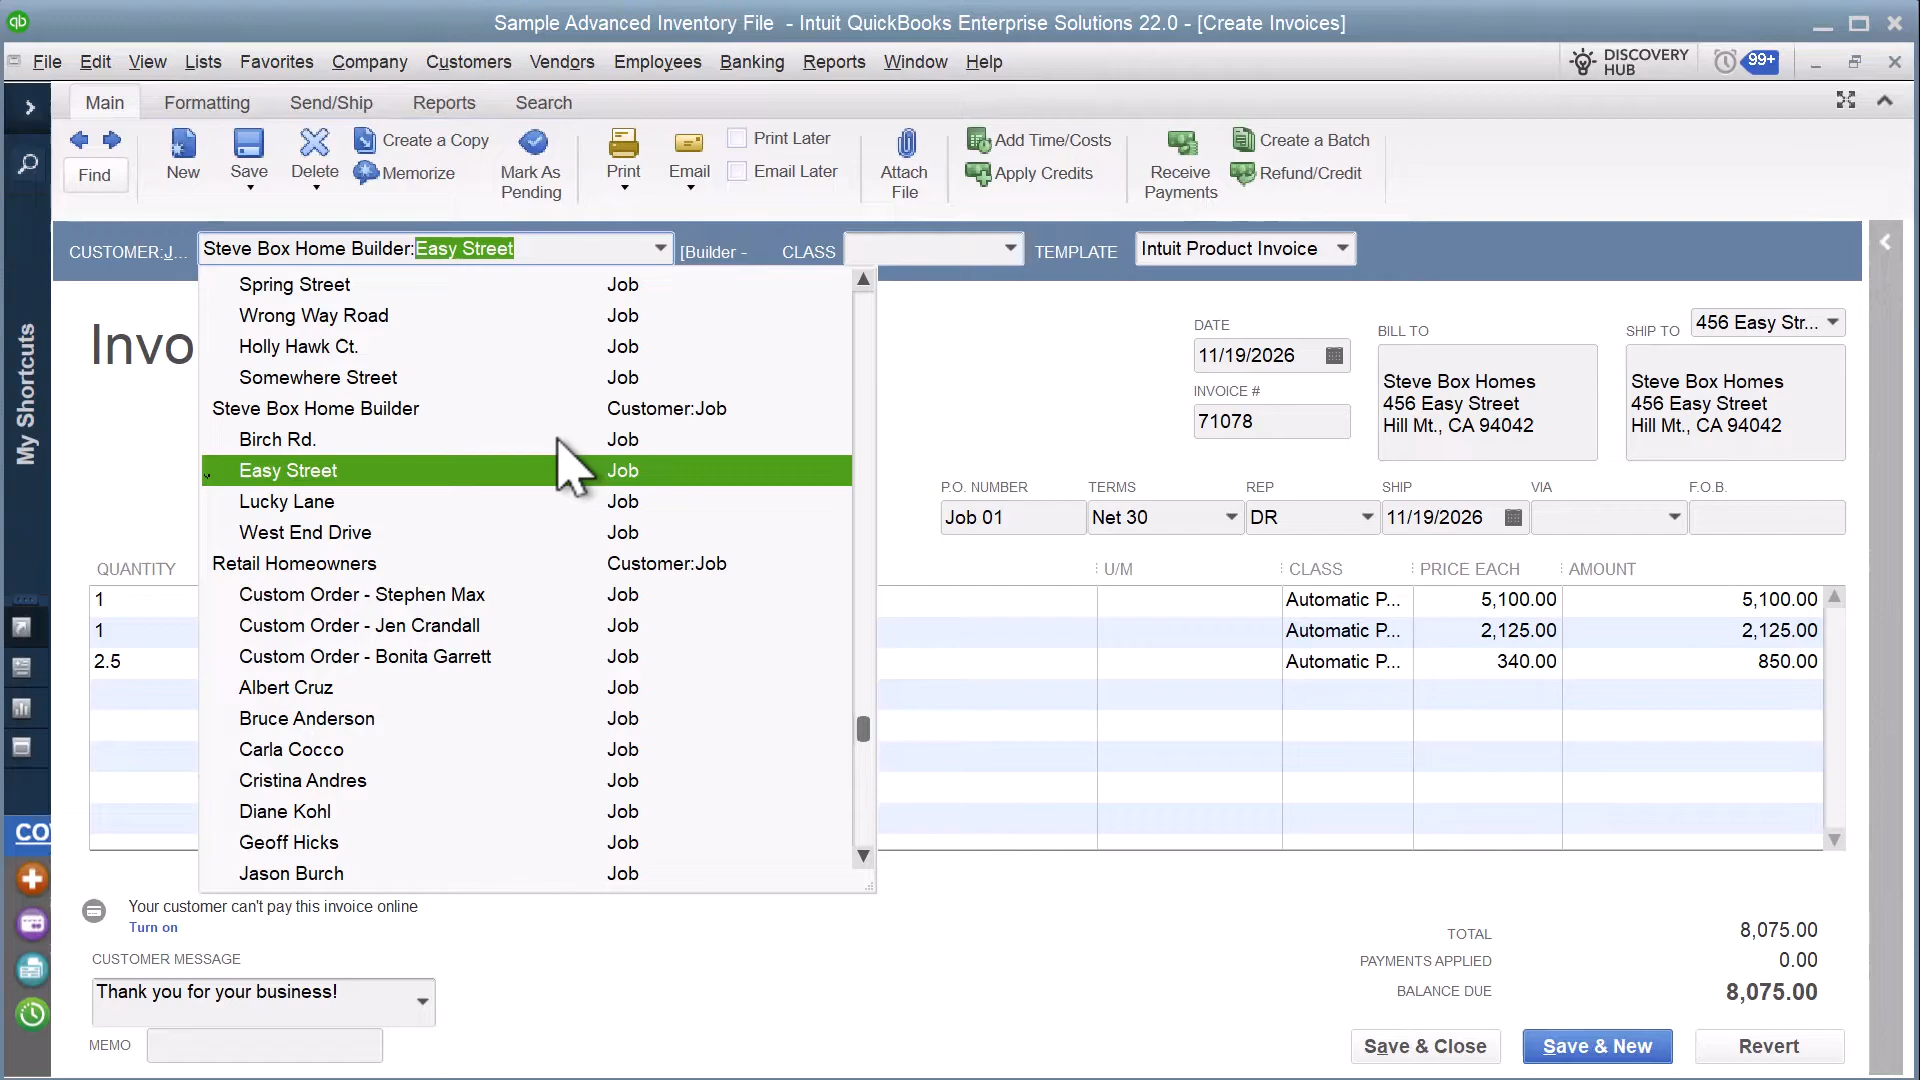 qb
Sample Advanced Inventory File - Intuit QuickBooks Enterprise Solutions 22.0 - [Create Invoices]
File Edit View Lists Favorites Company Customers Vendors Employees Banking Reports Window Help
DISCOVERY HUB
99+
Main Formatting Send/Ship Reports Search
Find
New
Save
Delete
Create a Copy
Memorize
Mark As Pending
Print
Email
Print Later
Email Later
Attach File
Add Time/Costs
Apply Credits
Receive Payments
Create a Batch
Refund/Credit
My Shortcuts
CO
CUSTOMER:J... Steve Box Home Builder:Easy Street [Builder - CLASS TEMPLATE Intuit Product Invoice
Spring Street Job
Wrong Way Road Job
Holly Hawk Ct. Job
Somewhere Street Job
Steve Box Home Builder Customer:Job
Birch Rd. Job
Easy Street Job
Lucky Lane Job
West End Drive Job
Retail Homeowners Customer:Job
Custom Order - Stephen Max Job
Custom Order - Jen Crandall Job
Custom Order - Bonita Garrett Job
Albert Cruz Job
Bruce Anderson Job
Carla Cocco Job
Cristina Andres Job
Diane Kohl Job
Geoff Hicks Job
Jason Burch Job
Invo
DATE
11/19/2026
INVOICE #
71078
BILL TO
Steve Box Homes
456 Easy Street
Hill Mt., CA 94042
SHIP TO 456 Easy Str...
Steve Box Homes
456 Easy Street
Hill Mt., CA 94042
P.O. NUMBER TERMS REP SHIP VIA F.O.B.
Job 01 Net 30 DR 11/19/2026
QUANTITY U/M CLASS PRICE EACH AMOUNT
1 Automatic P... 5,100.00 5,100.00
1 Automatic P... 2,125.00 2,125.00
2.5 Automatic P... 340.00 850.00
Your customer can't pay this invoice online
Turn on
CUSTOMER MESSAGE
Thank you for your business!
MEMO
TOTAL 8,075.00
PAYMENTS APPLIED 0.00
BALANCE DUE 8,075.00
Save & Close Save & New Revert